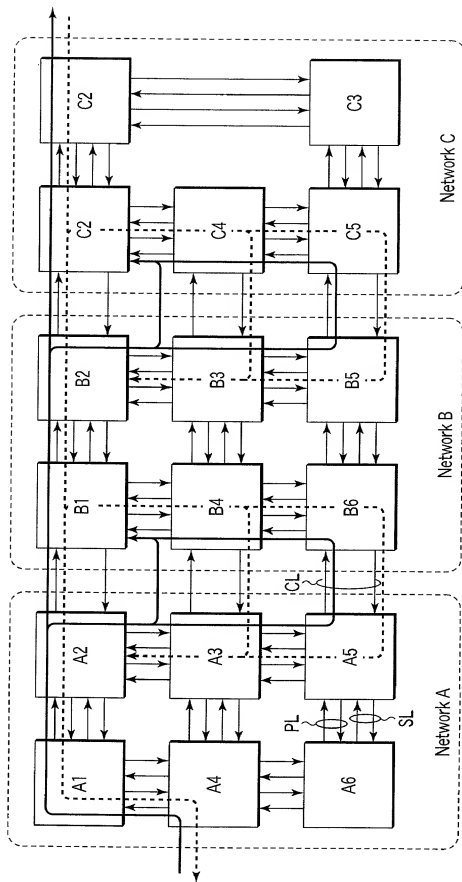 A1
A2
B1
B2
C2
C2
A4
A3
B4
B3
C4
A6
A5
B6
B5
C5
C3
PL
SL
CL
Network A
Network B
Network C